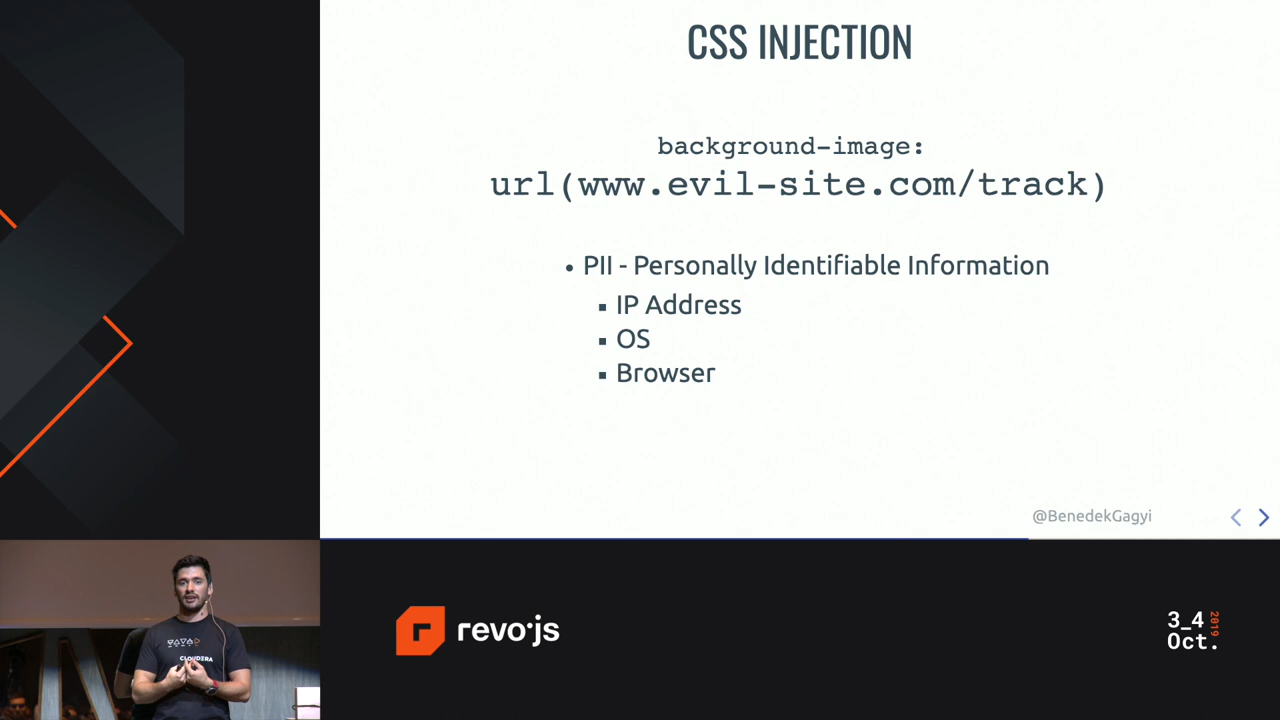 CSS INJECTION
background-image:
url(www.evil-site.com/track)
• PII - Personally Identifiable Information
▪ IP Address
▪ OS
▪ Browser
@BenedekGagyi
CLOUDERA
r revo·js
3_4 2019
Oct.